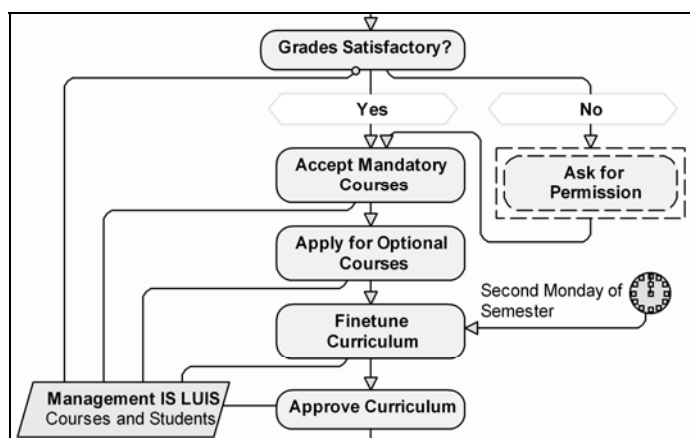 Grades Satisfactory?
Yes
No
Accept Mandatory
Courses
Ask for
Permission
Apply for Optional
Courses
Second Monday of
Semester
Finetune
Curriculum
Management IS LUIS
Courses and Students
Approve Curriculum